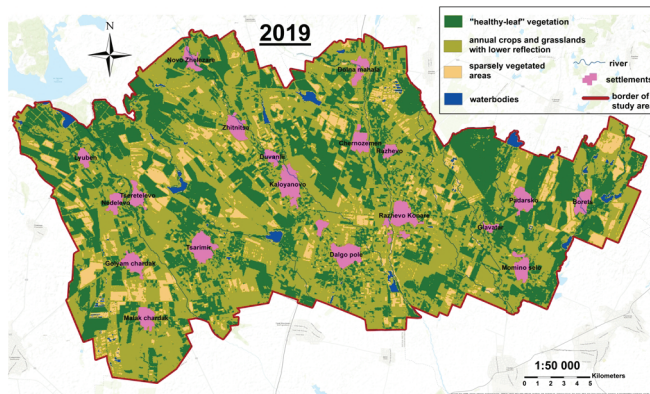 N
2019
"healthy-leaf" vegetation
annual crops and grasslands
with lower reflection
sparsely vegetated
areas
waterbodies
river
settlements
border of
study area
Novo Zhelezare
Dolna mahala
Zhitnitsa
Chernozemen
Razhevo
Duvanlii
Lyuben
Kaloyanovo
Tseretelevo
Nedelevo
Padarsko
Borets
Razhevo Konare
Glavatar
Tsarimir
Dalgo pole
Golyam chardak
Momino selo
Malak chardak
1:50 000
Kilometers
0 1 2 3 4 5